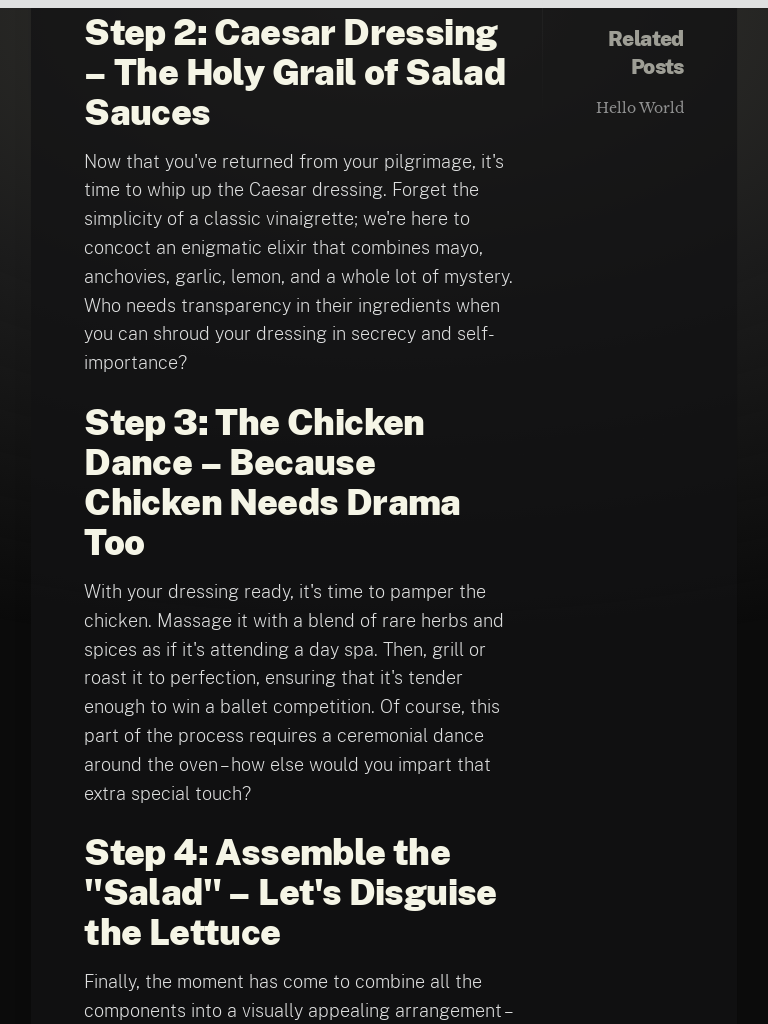 Step 2: Caesar Dressing
– The Holy Grail of Salad
Sauces
Now that you've returned from your pilgrimage, it's
time to whip up the Caesar dressing. Forget the
simplicity of a classic vinaigrette; we're here to
concoct an enigmatic elixir that combines mayo,
anchovies, garlic, lemon, and a whole lot of mystery.
Who needs transparency in their ingredients when
you can shroud your dressing in secrecy and self-
importance?
Step 3: The Chicken
Dance – Because
Chicken Needs Drama
Too
With your dressing ready, it's time to pamper the
chicken. Massage it with a blend of rare herbs and
spices as if it's attending a day spa. Then, grill or
roast it to perfection, ensuring that it's tender
enough to win a ballet competition. Of course, this
part of the process requires a ceremonial dance
around the oven–how else would you impart that
extra special touch?
Step 4: Assemble the
"Salad" – Let's Disguise
the Lettuce
Finally, the moment has come to combine all the
components into a visually appealing arrangement–
Related
Posts
Hello World